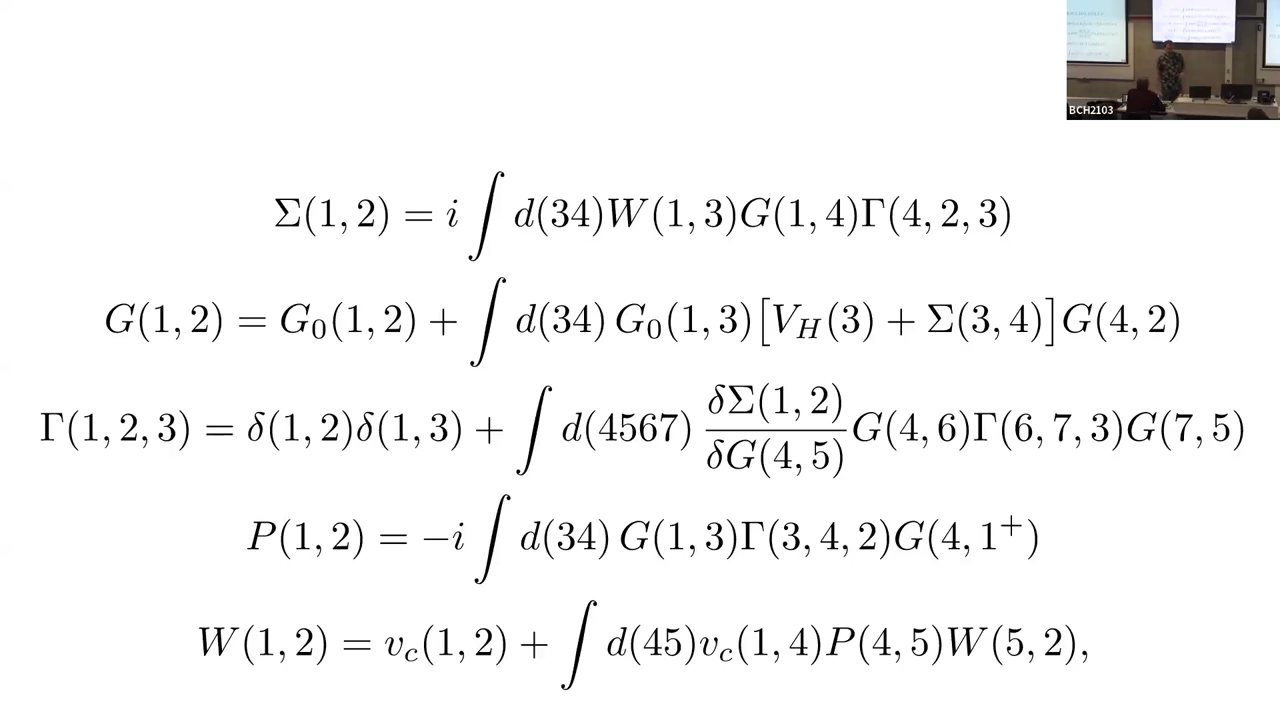 BCH2103
Σ(1, 2) = i ∫ d(34)W(1, 3)G(1, 4)Γ(4, 2, 3)
G(1, 2) = G₀(1, 2) + ∫ d(34) G₀(1, 3)[V_H(3) + Σ(3, 4)]G(4, 2)
Γ(1, 2, 3) = δ(1, 2)δ(1, 3) + ∫ d(4567) δΣ(1, 2)/δG(4, 5) G(4, 6)Γ(6, 7, 3)G(7, 5)
P(1, 2) = −i ∫ d(34) G(1, 3)Γ(3, 4, 2)G(4, 1⁺)
W(1, 2) = v_c(1, 2) + ∫ d(45)v_c(1, 4)P(4, 5)W(5, 2),